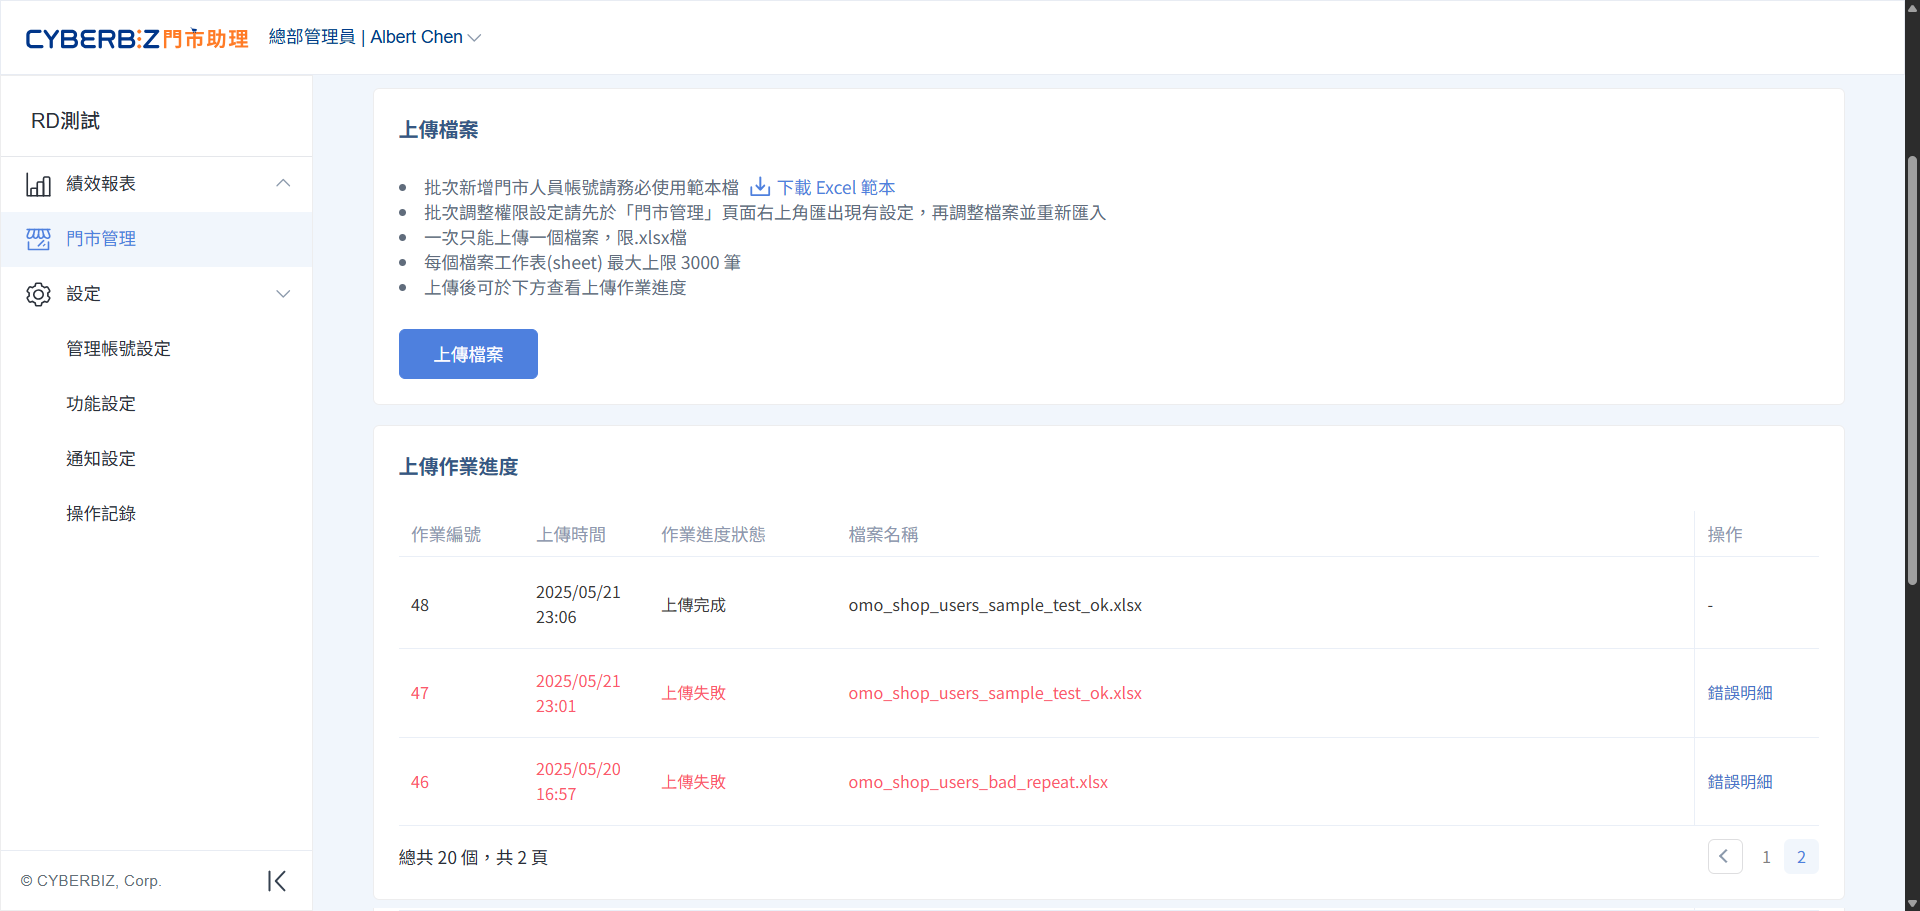 CYBERBIZ門市助理
總部管理員 | Albert Chen
RD測試
績效報表
門市管理
設定
管理帳號設定
功能設定
通知設定
操作記錄
© CYBERBIZ, Corp.
上傳檔案
批次新增門市人員帳號請務必使用範本檔 下載 Excel 範本
批次調整權限設定請先於「門市管理」頁面右上角匯出現有設定，再調整檔案並重新匯入
一次只能上傳一個檔案，限.xlsx檔
每個檔案工作表(sheet) 最大上限 3000 筆
上傳後可於下方查看上傳作業進度
上傳檔案
上傳作業進度
作業編號 上傳時間 作業進度狀態 檔案名稱 操作
48 2025/05/21 23:06 上傳完成 omo_shop_users_sample_test_ok.xlsx -
47 2025/05/21 23:01 上傳失敗 omo_shop_users_sample_test_ok.xlsx 錯誤明細
46 2025/05/20 16:57 上傳失敗 omo_shop_users_bad_repeat.xlsx 錯誤明細
總共 20 個，共 2 頁
1 2